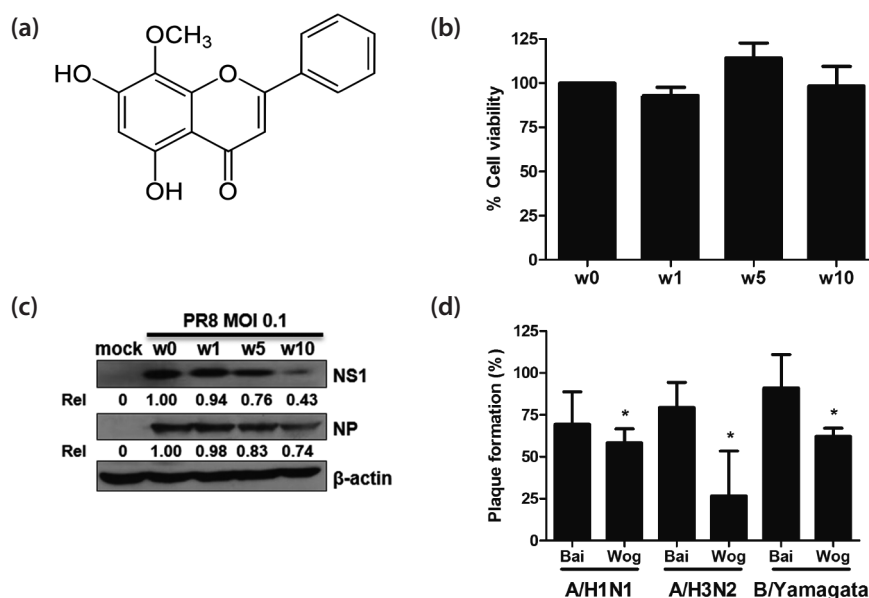 (a)
OCH3
HO
O
OH
O
(b)
% Cell viability
125
100
75
50
25
0
w0 w1 w5 w10
(c)
PR8 MOI 0.1
mock w0 w1 w5 w10
NS1
Rel 0 1.00 0.94 0.76 0.43
NP
Rel 0 1.00 0.98 0.83 0.74
β-actin
(d)
Plaque formation (%)
125
100
75
50
25
0
* * *
Bai Wog Bai Wog Bai Wog
A/H1N1 A/H3N2 B/Yamagata